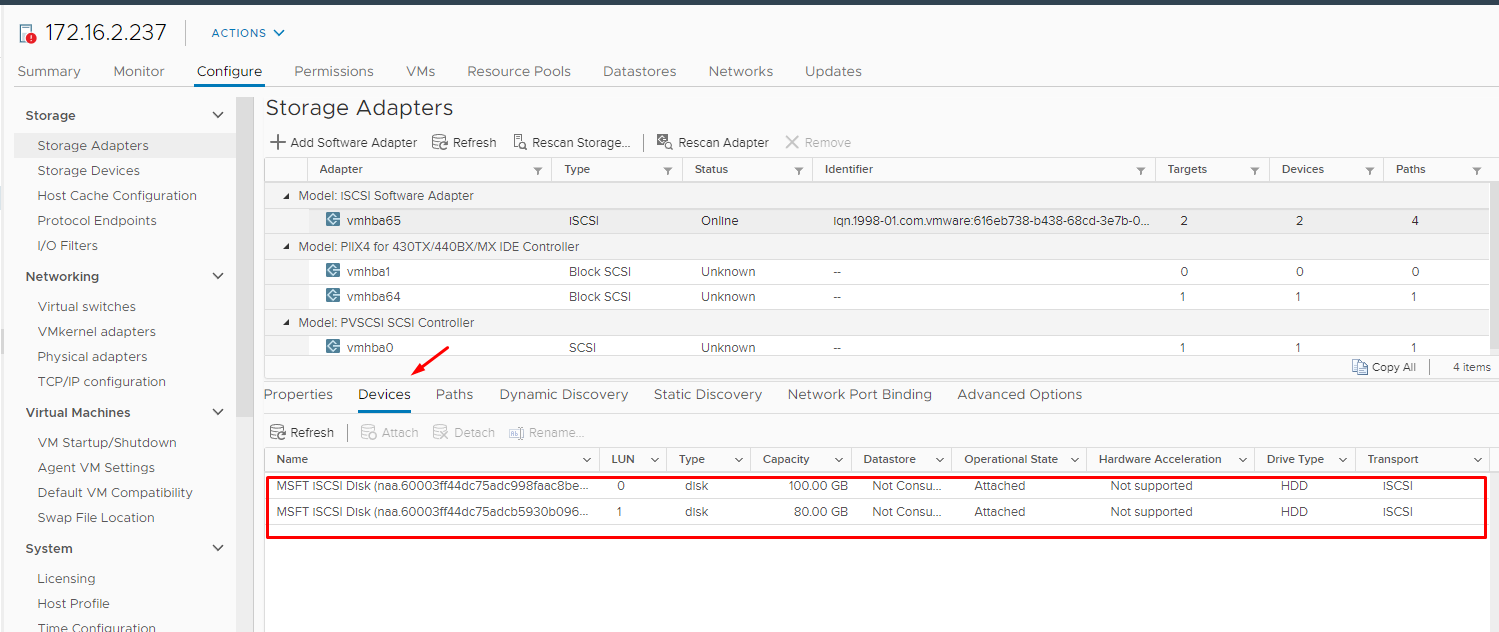 172.16.2.237 ACTIONS
Summary Monitor Configure Permissions VMs Resource Pools Datastores Networks Updates
Storage
Storage Adapters
Storage Devices
Host Cache Configuration
Protocol Endpoints
I/O Filters
Networking
Virtual switches
VMkernel adapters
Physical adapters
TCP/IP configuration
Virtual Machines
VM Startup/Shutdown
Agent VM Settings
Default VM Compatibility
Swap File Location
System
Licensing
Host Profile
Time Configuration
Storage Adapters
Add Software Adapter Refresh Rescan Storage... Rescan Adapter Remove
Adapter Type Status Identifier Targets Devices Paths
Model: iSCSI Software Adapter
vmhba65 iSCSI Online iqn.1998-01.com.vmware:616eb738-b438-68cd-3e7b-0... 2 2 4
Model: PIIX4 for 430TX/440BX/MX IDE Controller
vmhba1 Block SCSI Unknown -- 0 0 0
vmhba64 Block SCSI Unknown -- 1 1 1
Model: PVSCSI SCSI Controller
vmhba0 SCSI Unknown -- 1 1 1
Copy All 4 items
Properties Devices Paths Dynamic Discovery Static Discovery Network Port Binding Advanced Options
Refresh Attach Detach Rename...
Name LUN Type Capacity Datastore Operational State Hardware Acceleration Drive Type Transport
MSFT iSCSI Disk (naa.60003ff44dc75adc998faac8be... 0 disk 100.00 GB Not Consu... Attached Not supported HDD iSCSI
MSFT iSCSI Disk (naa.60003ff44dc75adcb5930b096... 1 disk 80.00 GB Not Consu... Attached Not supported HDD iSCSI